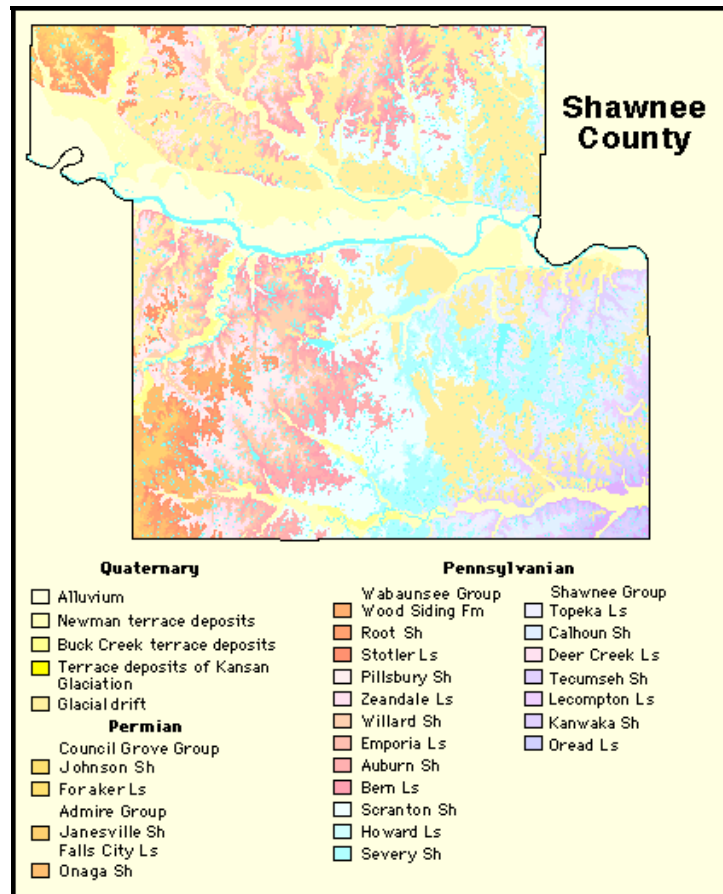 Shawnee
County
Quaternary
Alluvium
Newman terrace deposits
Buck Creek terrace deposits
Terrace deposits of Kansan
Glaciation
Glacial drift
Permian
Council Grove Group
Johnson Sh
Foraker Ls
Admire Group
Janesville Sh
Falls City Ls
Onaga Sh
Pennsylvanian
Wabaunsee Group
Wood Siding Fm
Root Sh
Stotler Ls
Pillsbury Sh
Zeandale Ls
Willard Sh
Emporia Ls
Auburn Sh
Bern Ls
Scranton Sh
Howard Ls
Severy Sh
Shawnee Group
Topeka Ls
Calhoun Sh
Deer Creek Ls
Tecumseh Sh
Lecompton Ls
Kanwaka Sh
Oread Ls